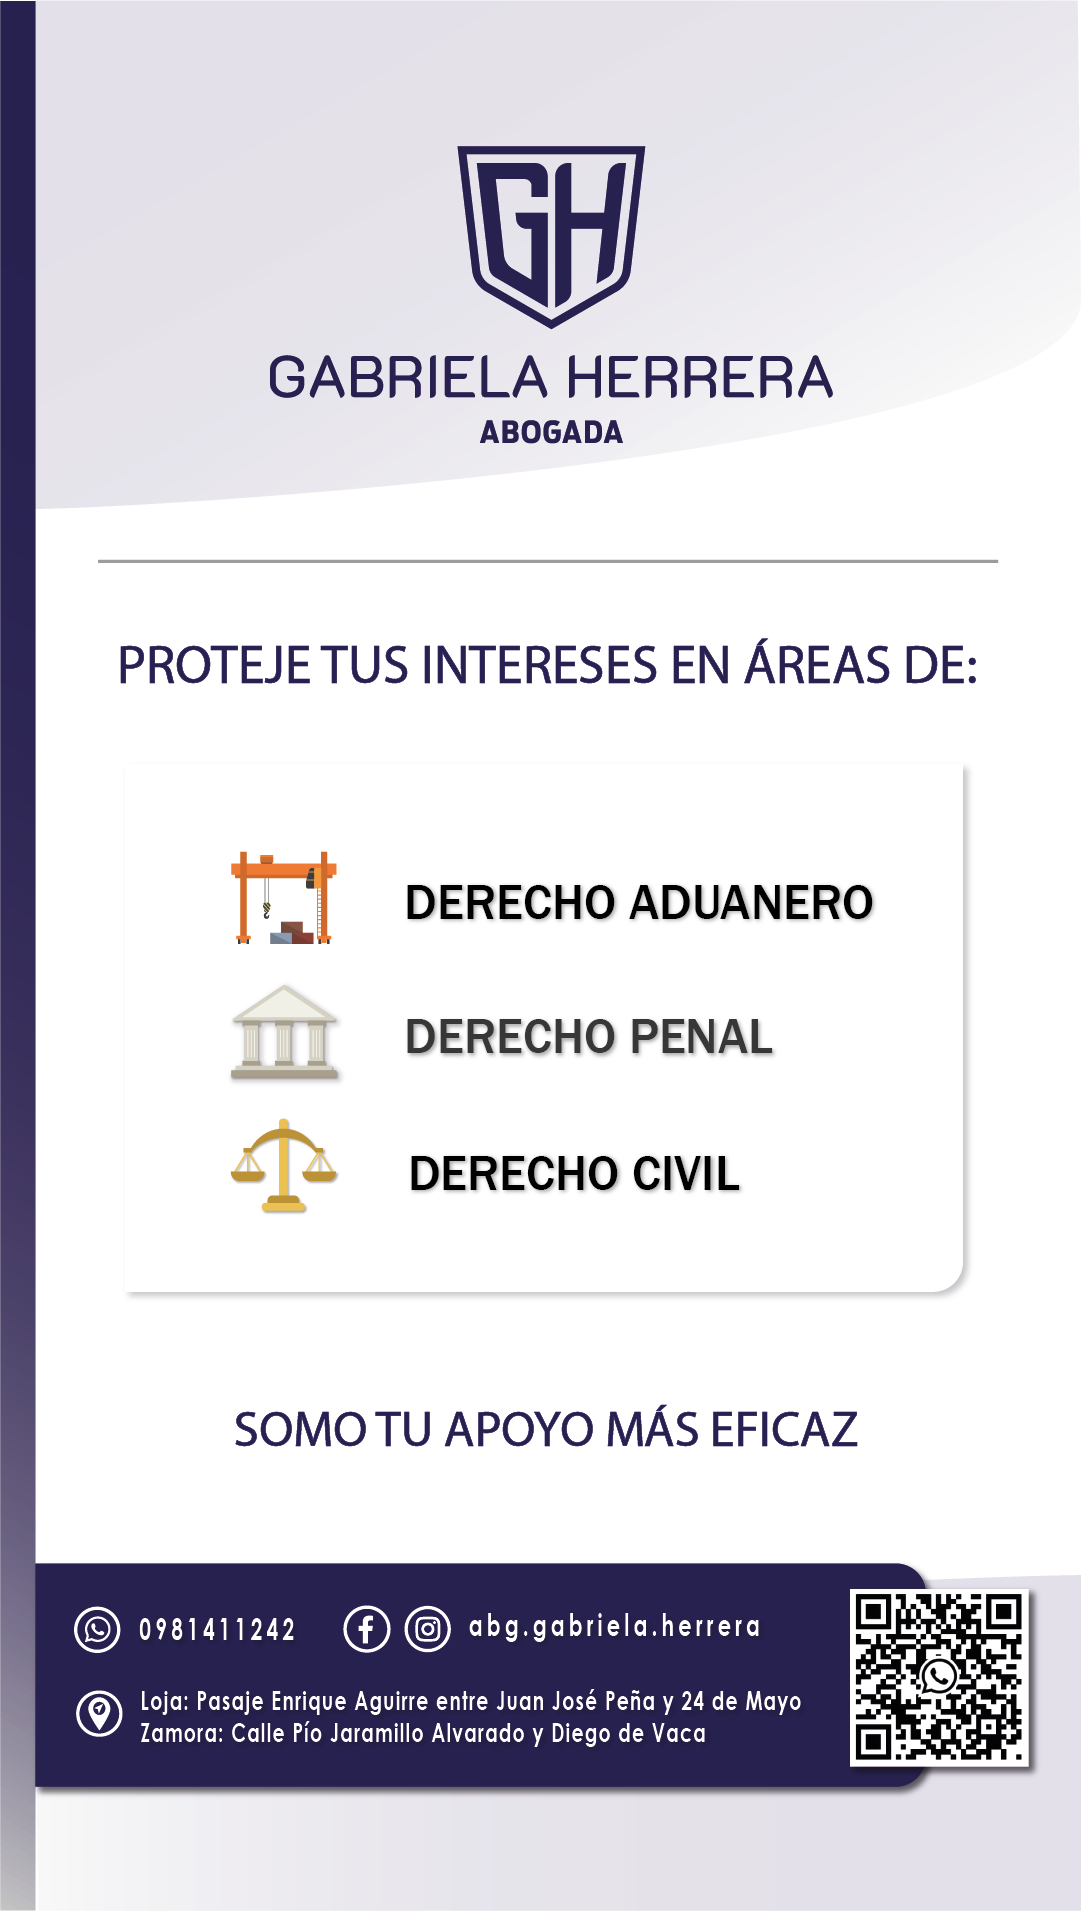 GH
GABRIELA HERRERA
ABOGADA
PROTEJE TUS INTERESES EN ÁREAS DE:
DERECHO ADUANERO
DERECHO PENAL
DERECHO CIVIL
SOMO TU APOYO MÁS EFICAZ
0981411242 abg.gabriela.herrera
Loja: Pasaje Enrique Aguirre entre Juan José Peña y 24 de Mayo
Zamora: Calle Pío Jaramillo Alvarado y Diego de Vaca